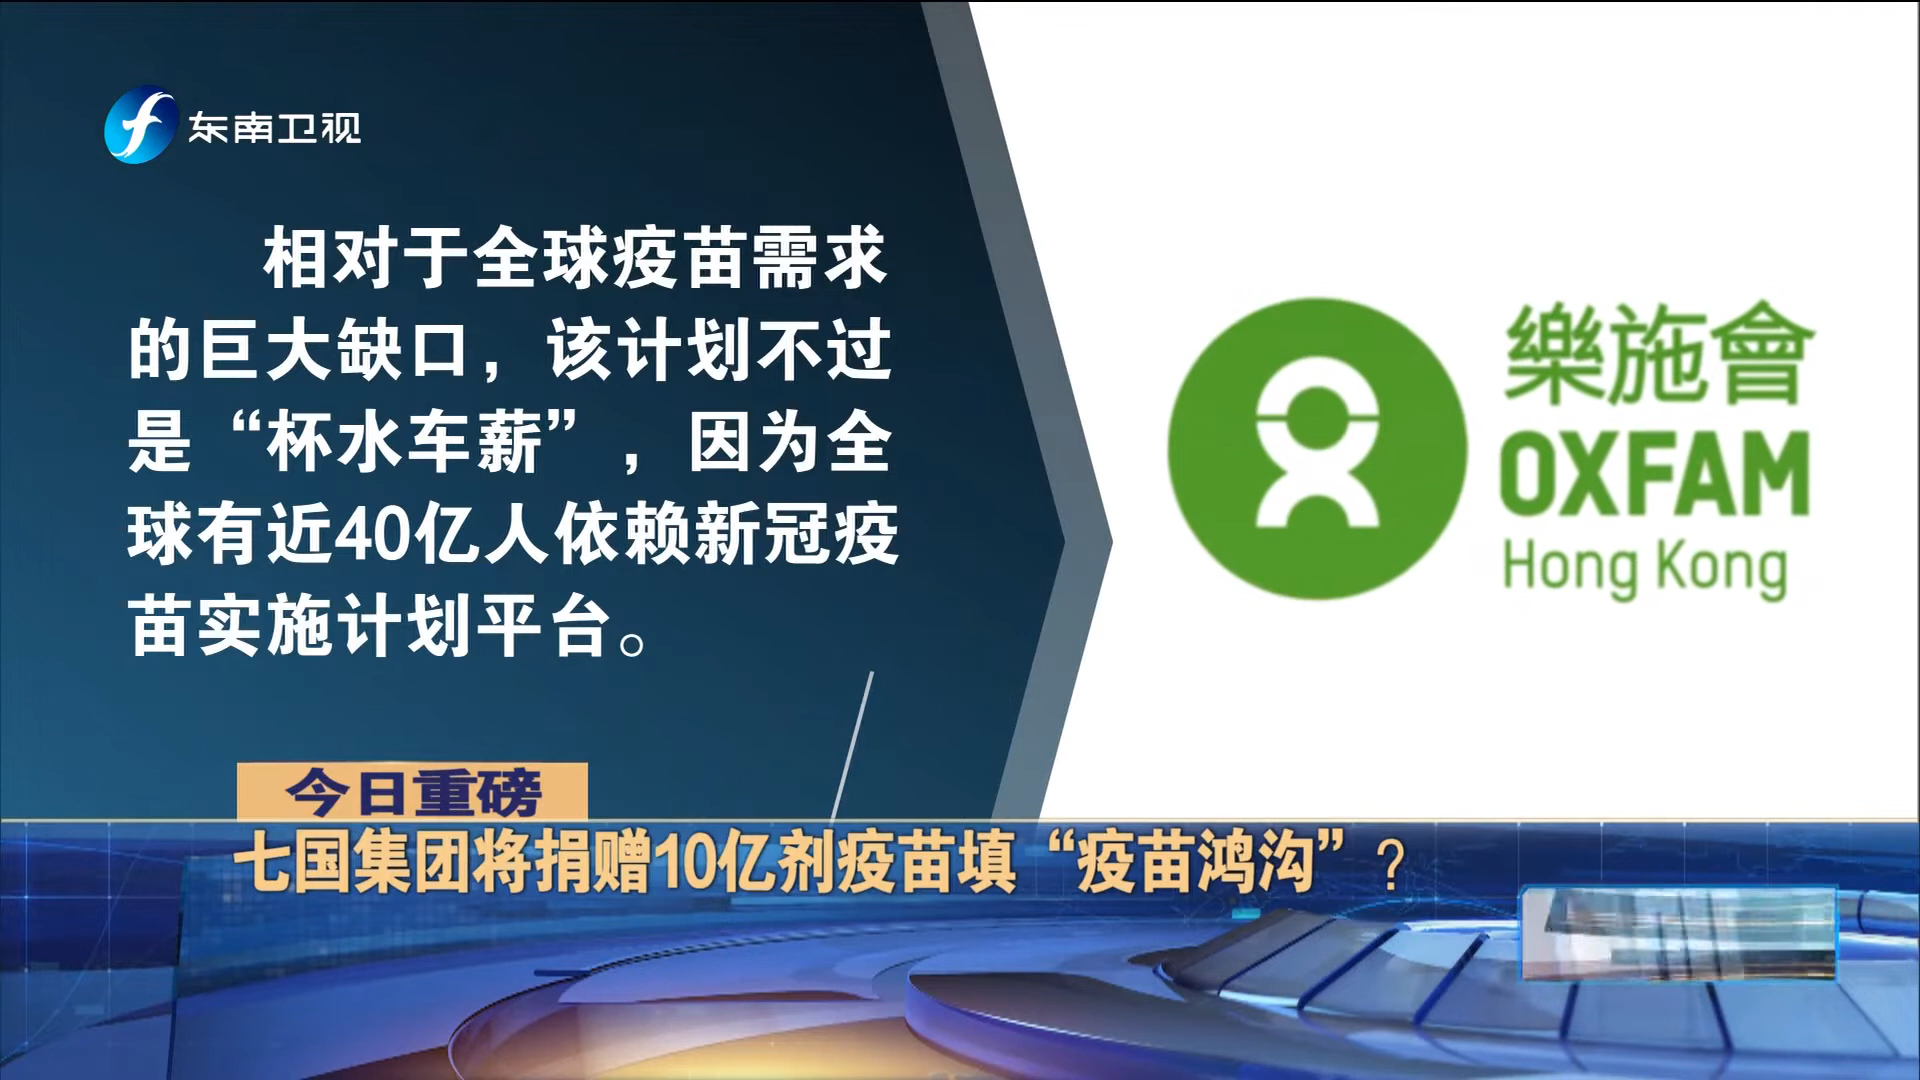 东南卫视
相对于全球疫苗需求
的巨大缺口，该计划不过
是“杯水车薪”，因为全
球有近40亿人依赖新冠疫
苗实施计划平台。
樂施會
OXFAM
Hong Kong
今日重磅
七国集团将捐赠10亿剂疫苗填“疫苗鸿沟”？